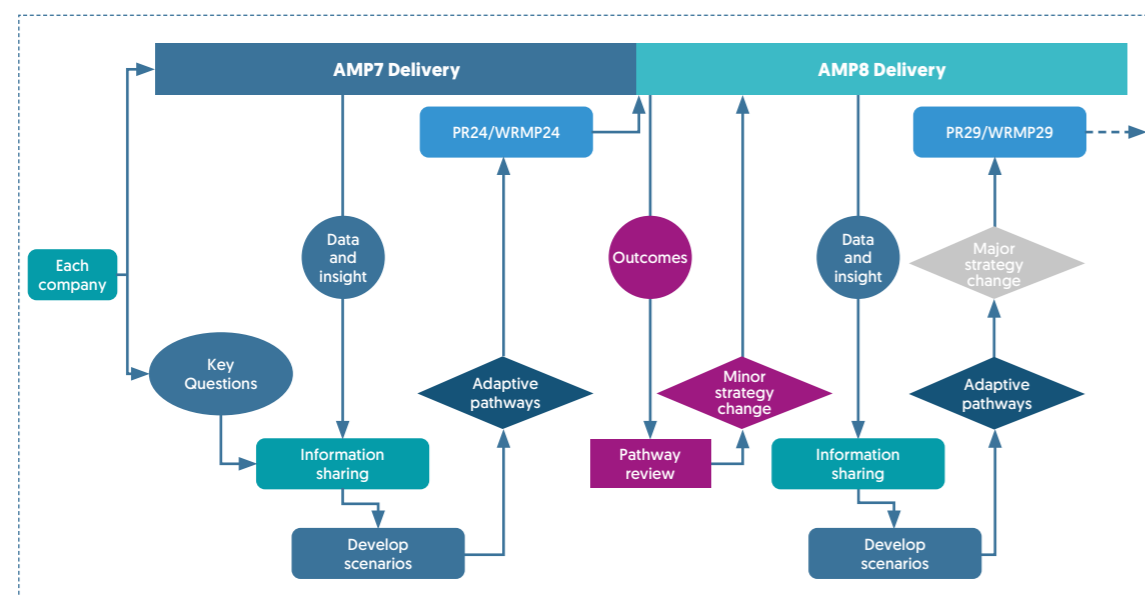 AMP7 Delivery
AMP8 Delivery
PR24/WRMP24
PR29/WRMP29
Each
company
Data
and
insight
Outcomes
Data
and
insight
Major
strategy
change
Key
Questions
Adaptive
pathways
Minor
strategy
change
Adaptive
pathways
Information
sharing
Pathway
review
Information
sharing
Develop
scenarios
Develop
scenarios